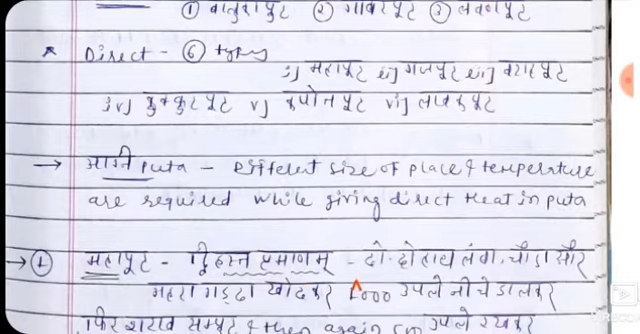 ① वालुकापुट ② गोवरपुट ③ लवणपुट
* Direct - ⑥ types
i) महापुट ii) गजपुट iii) वराहपुट
iv) कुक्कुट पुट v) कपोतपुट vi) लावकपुट
→ अग्नि Puta - Different size of place & temperature
are required while giving direct Heat in puta
→ ① महापुट - द्विहस्त प्रमाणम् - दो-दो हाथ लंबा, चौड़ा और
गहरा गड्ढा खोदकर 1000 उपले नीचे डालकर
फिर शराव सम्पुट & then again उपले रखकर